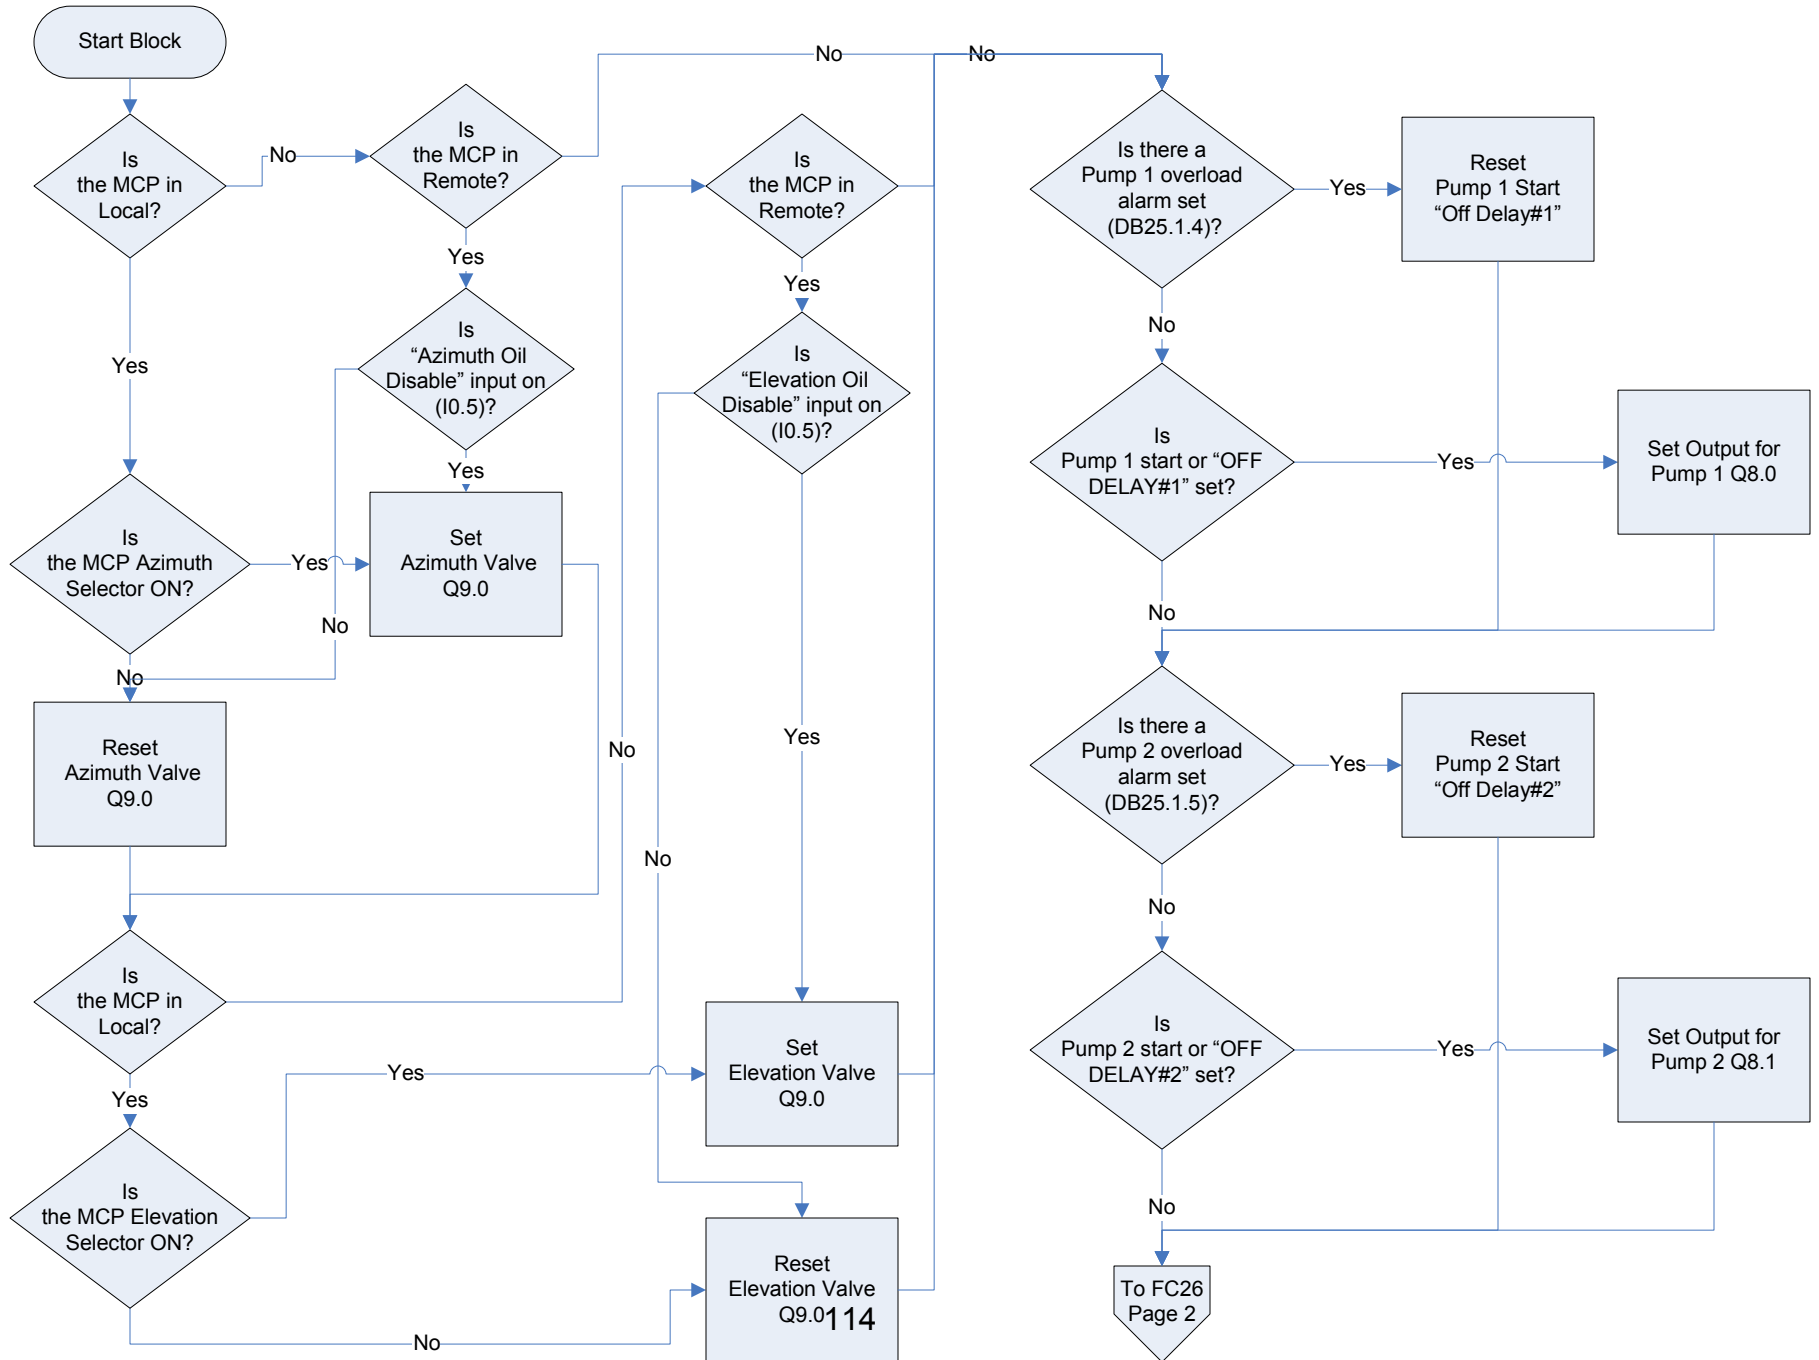 Start Block
Is
the MCP in
Local?
No
Is
the MCP in
Remote?
No
No
Is
the MCP in
Remote?
Is there a
Pump 1 overload
alarm set
(DB25.1.4)?
Yes
Reset
Pump 1 Start
“Off Delay#1”
Yes
Yes
Yes
No
Is
“Azimuth Oil
Disable” input on
(I0.5)?
Is
“Elevation Oil
Disable” input on
(I0.5)?
Is
Pump 1 start or “OFF
DELAY#1” set?
Yes
Set Output for
Pump 1 Q8.0
Yes
Is
the MCP Azimuth
Selector ON?
Yes
Set
Azimuth Valve
Q9.0
No
No
No
Reset
Azimuth Valve
Q9.0
No
Yes
No
Is there a
Pump 2 overload
alarm set
(DB25.1.5)?
Yes
Reset
Pump 2 Start
“Off Delay#2”
No
Is
the MCP in
Local?
Yes
Yes
Set
Elevation Valve
Q9.0
Is
Pump 2 start or “OFF
DELAY#2” set?
Yes
Set Output for
Pump 2 Q8.1
Is
the MCP Elevation
Selector ON?
No
Reset
Elevation Valve
Q9.0
114
No
To FC26
Page 2